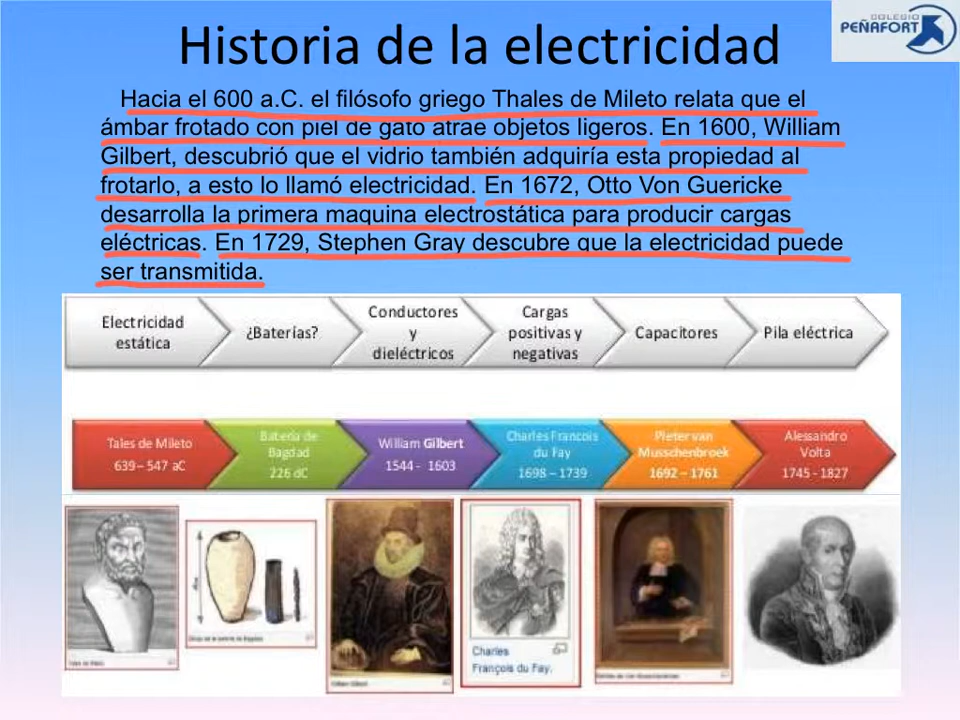 Historia de la electricidad
COLEGIO
PEÑAFORT
Hacia el 600 a.C. el filósofo griego Thales de Mileto relata que el
ámbar frotado con piel de gato atrae objetos ligeros. En 1600, William
Gilbert, descubrió que el vidrio también adquiría esta propiedad al
frotarlo, a esto lo llamó electricidad. En 1672, Otto Von Guericke
desarrolla la primera maquina electrostática para producir cargas
eléctricas. En 1729, Stephen Gray descubre que la electricidad puede
ser transmitida.
Electricidad
estática
¿Baterías?
Conductores
y
dieléctricos
Cargas
positivas y
negativas
Capacitores
Pila eléctrica
Tales de Mileto
639 – 547 aC
Batería de
Bagdad
226 dC
William Gilbert
1544 - 1603
Charles Francois
du Fay
1698 – 1739
Pieter van
Musschenbroek
1692 – 1761
Alessandro
Volta
1745 - 1827
Charles
François du Fay.